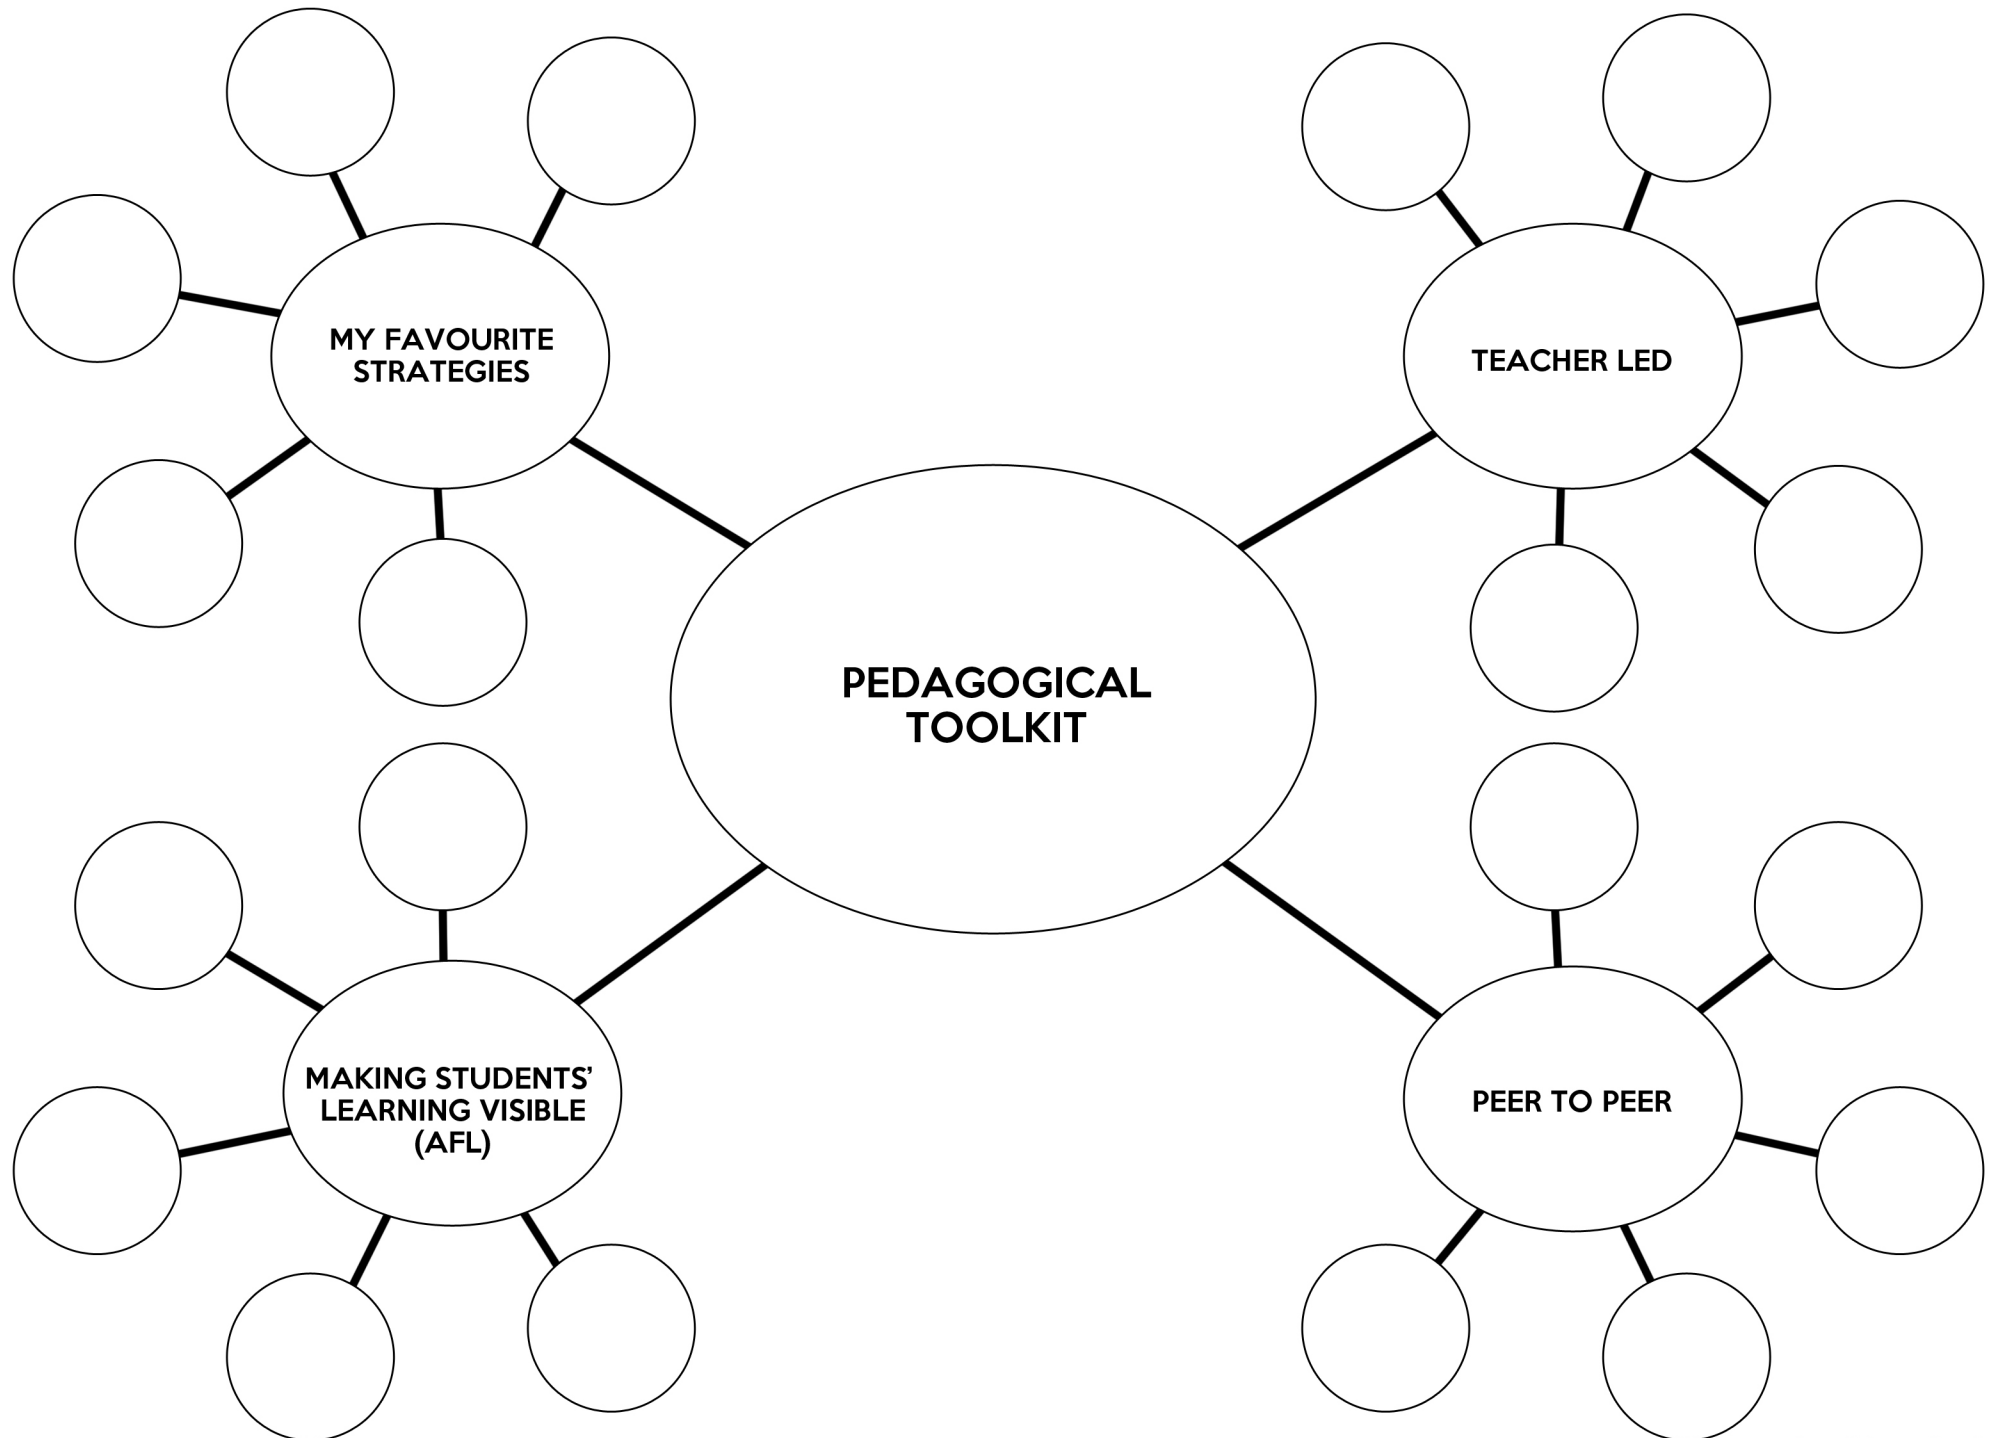 MY FAVOURITE
STRATEGIES
TEACHER LED
PEDAGOGICAL
TOOLKIT
MAKING STUDENTS’
LEARNING VISIBLE
(AFL)
PEER TO PEER